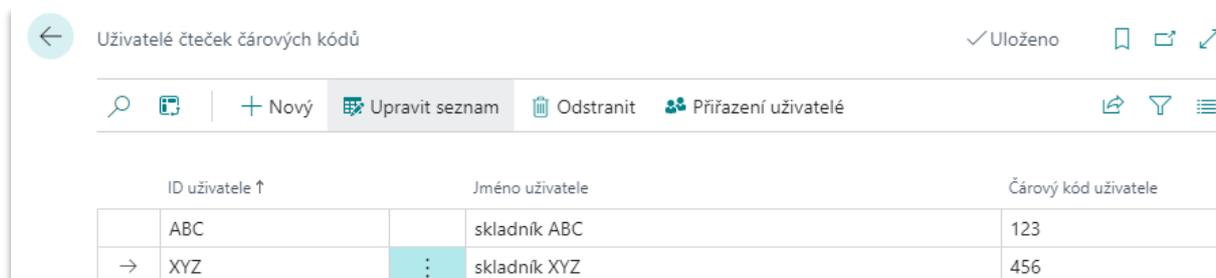 Uživatelé čteček čárových kódů Uloženo
Nový Upravit seznam Odstranit Přiřazení uživatelé
ID uživatele ↑ Jméno uživatele Čárový kód uživatele
ABC skladník ABC 123
XYZ skladník XYZ 456